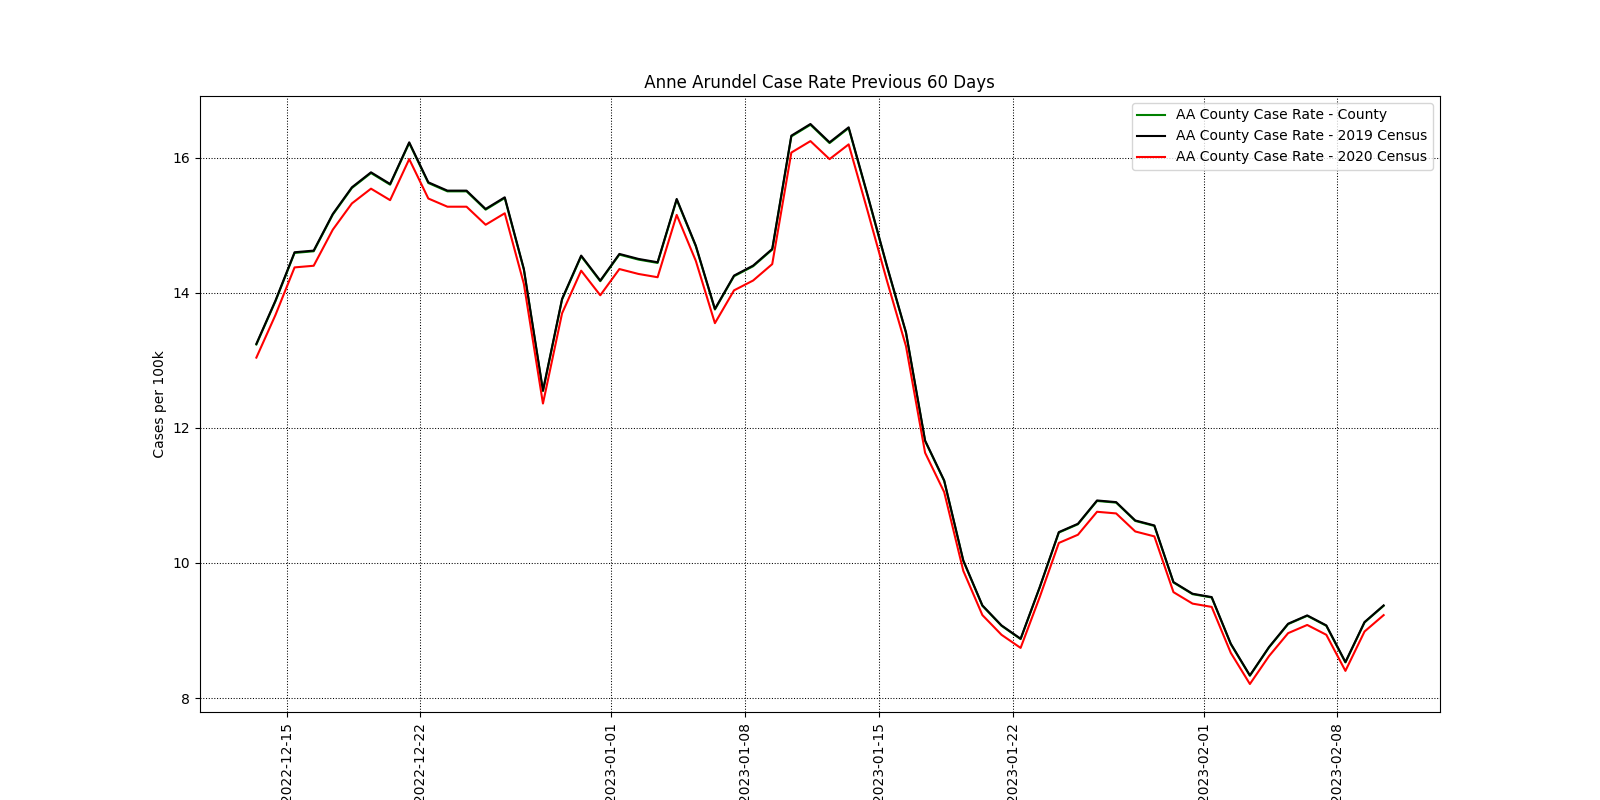 Anne Arundel Case Rate Previous 60 Days
AA County Case Rate - County
AA County Case Rate - 2019 Census
AA County Case Rate - 2020 Census
Cases per 100k
16
14
12
10
8
2022-12-15
2022-12-22
2023-01-01
2023-01-08
2023-01-15
2023-01-22
2023-02-01
2023-02-08